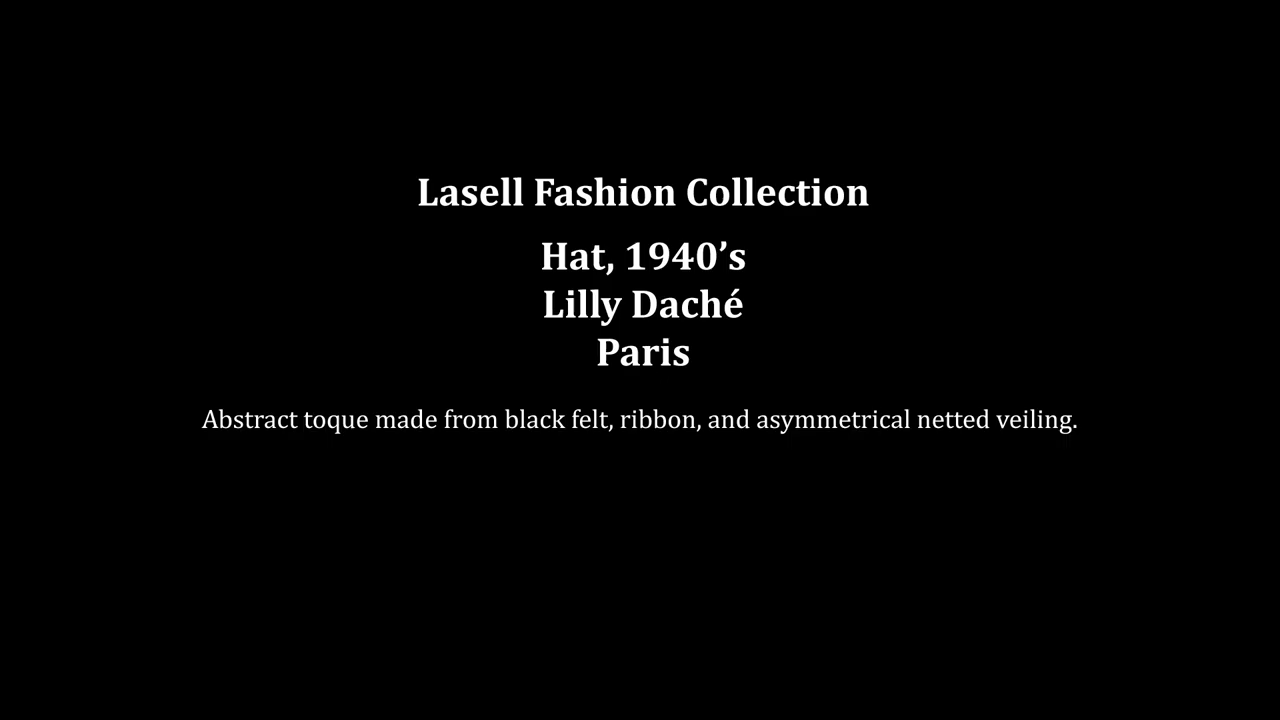 Lasell Fashion Collection
Hat, 1940’s
Lilly Daché
Paris
Abstract toque made from black felt, ribbon, and asymmetrical netted veiling.